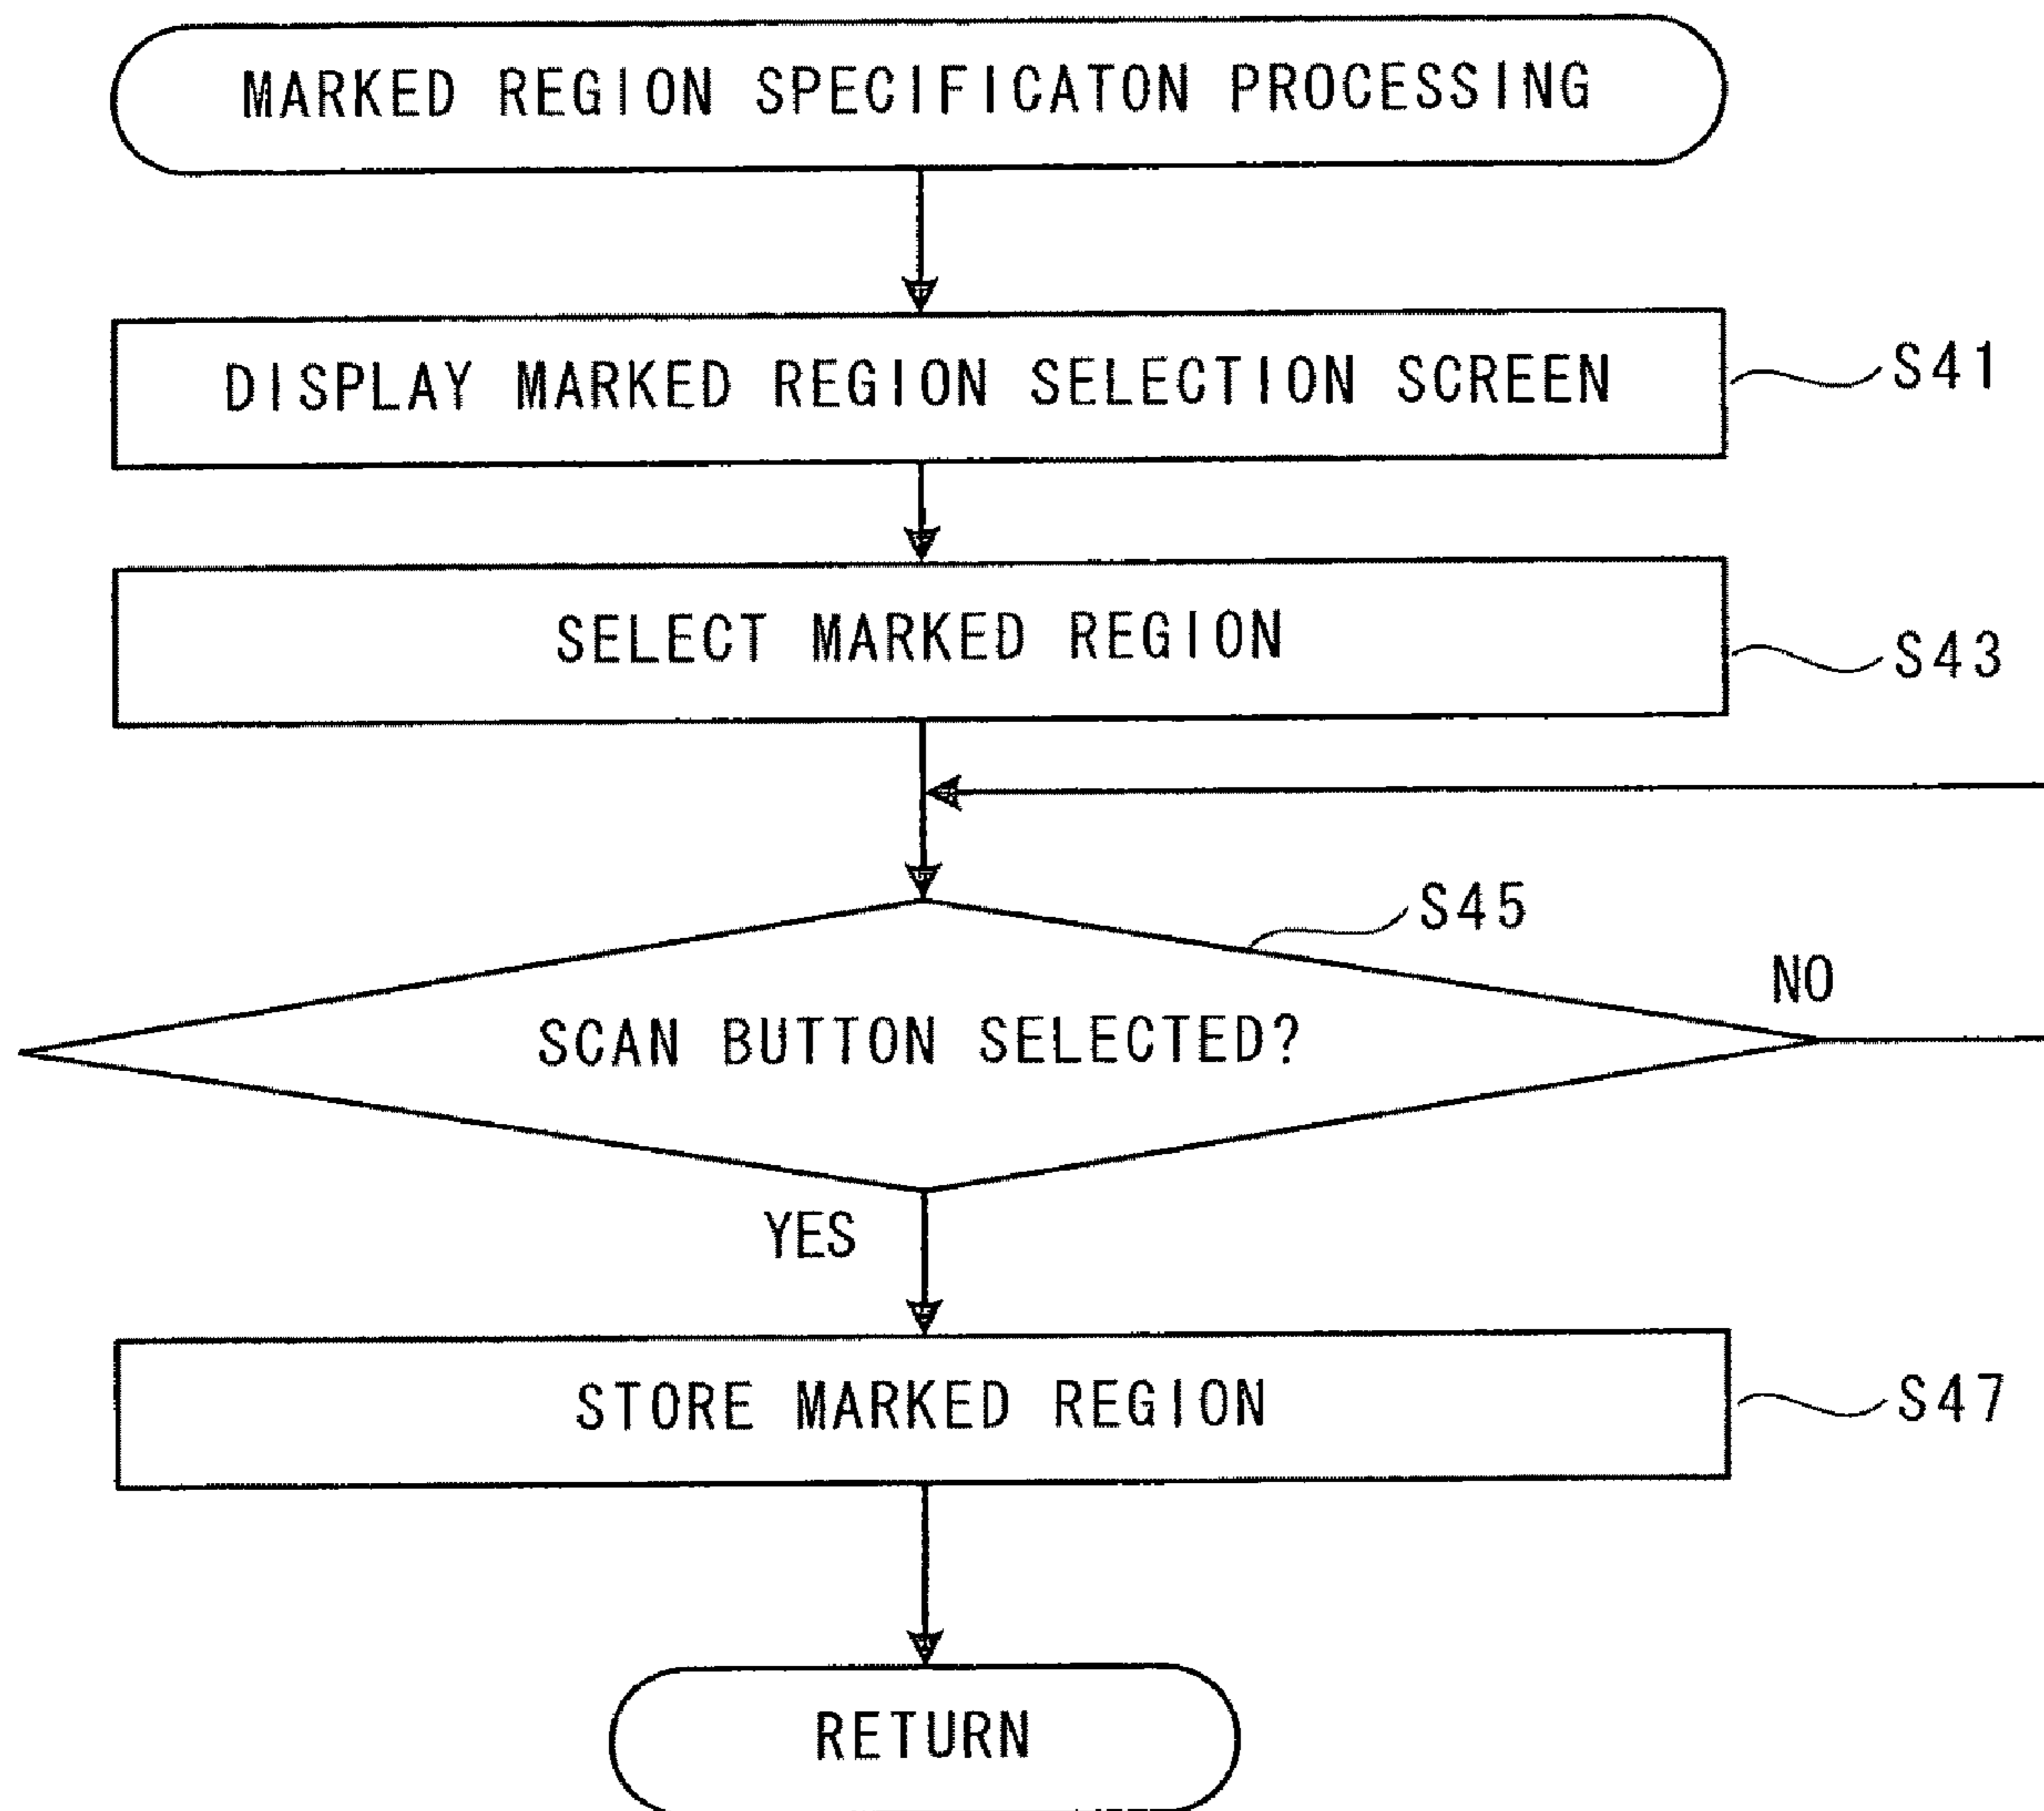 MARKED REGION SPECIFICATON PROCESSING
DISPLAY MARKED REGION SELECTION SCREEN
S41
SELECT MARKED REGION
S43
S45
NO
SCAN BUTTON SELECTED?
YES
STORE MARKED REGION
S47
RETURN